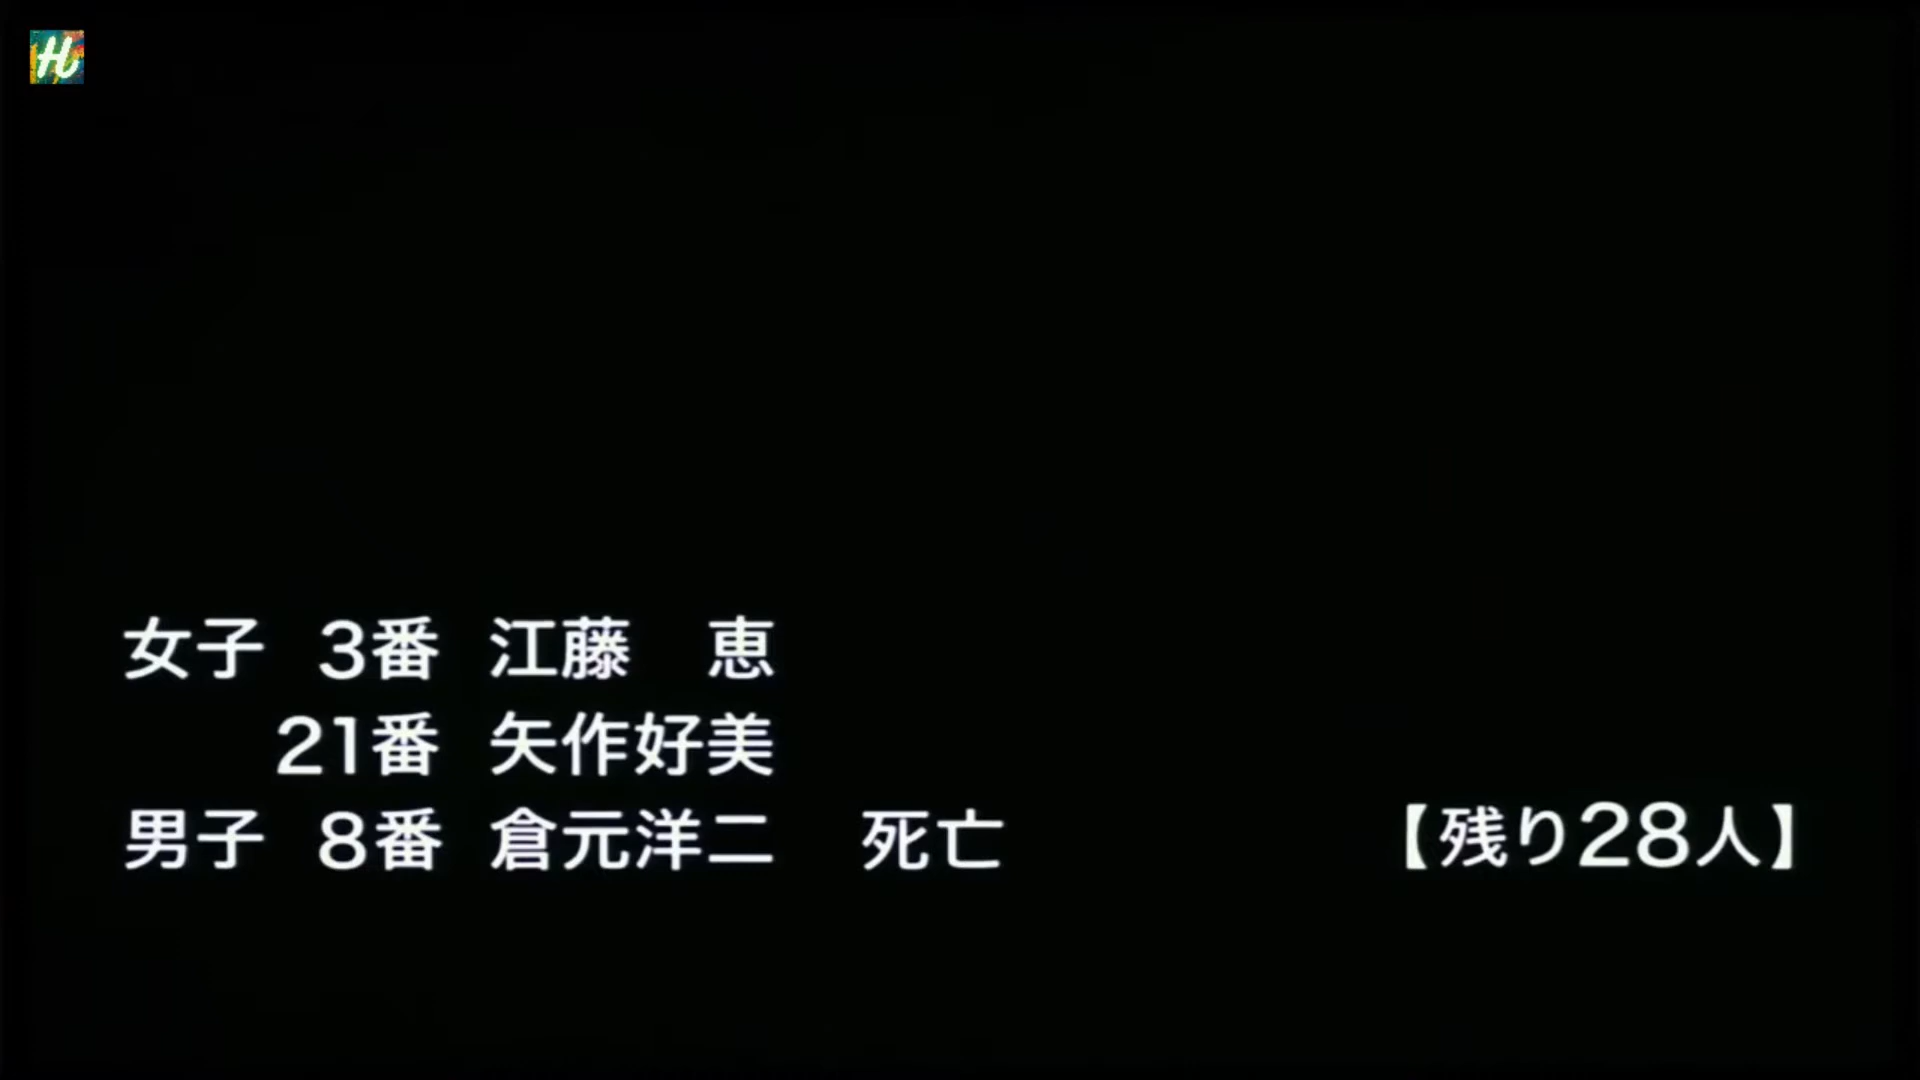 H
女子 3番 江藤　恵
21番 矢作好美
男子 8番 倉元洋二 死亡 【残り28人】